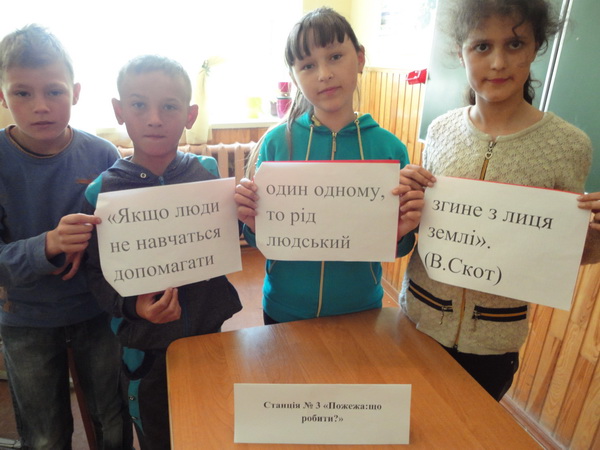 «Якщо люди
не навчаться
допомагати
один одному,
то рід
людський
згине з лиця
землі».
(В.Скот)
Станція № 3 «Пожежа:що
робити?»